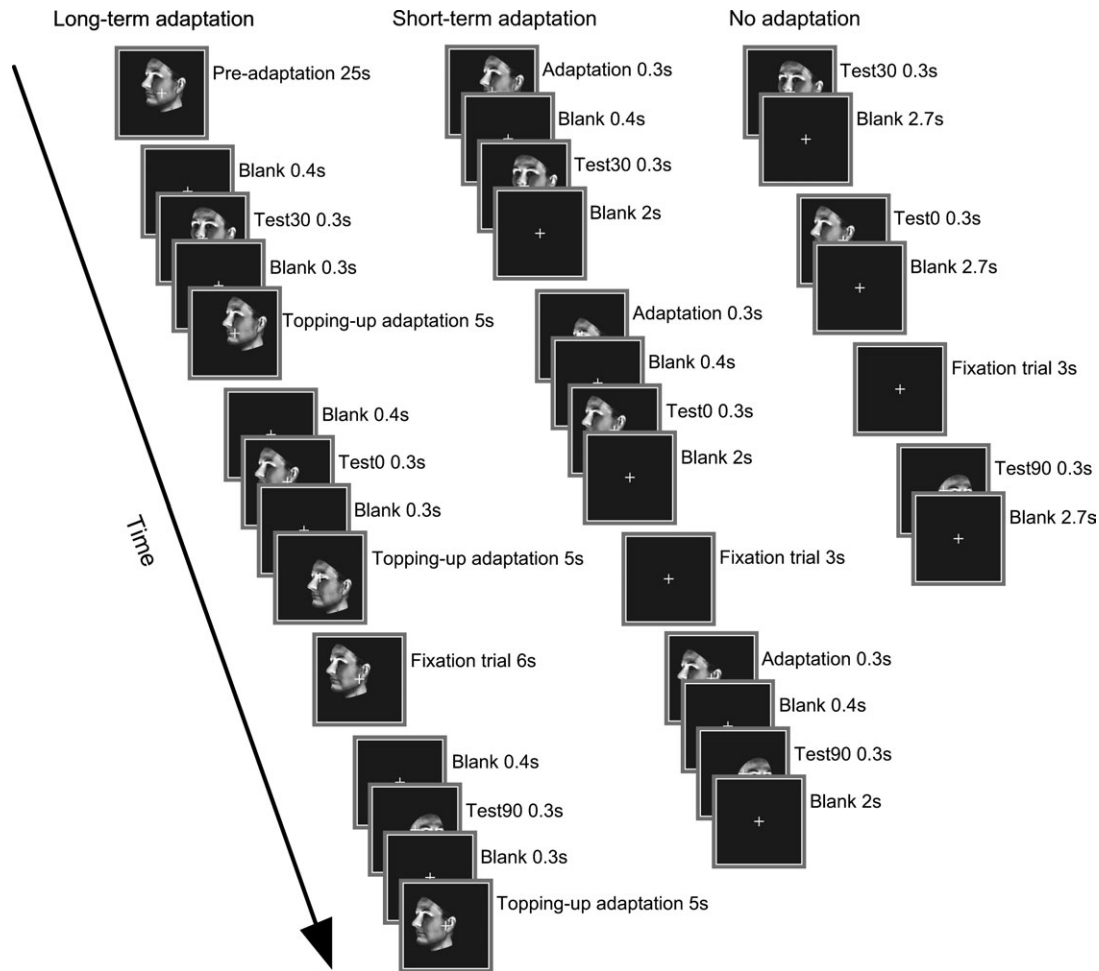 Long-term adaptation
Pre-adaptation 25s
Blank 0.4s
Test30 0.3s
Blank 0.3s
Topping-up adaptation 5s
Blank 0.4s
Test0 0.3s
Blank 0.3s
Topping-up adaptation 5s
Fixation trial 6s
Blank 0.4s
Test90 0.3s
Blank 0.3s
Topping-up adaptation 5s
Time
Short-term adaptation
Adaptation 0.3s
Blank 0.4s
Test30 0.3s
Blank 2s
Adaptation 0.3s
Blank 0.4s
Test0 0.3s
Blank 2s
Fixation trial 3s
Adaptation 0.3s
Blank 0.4s
Test90 0.3s
Blank 2s
No adaptation
Test30 0.3s
Blank 2.7s
Test0 0.3s
Blank 2.7s
Fixation trial 3s
Test90 0.3s
Blank 2.7s